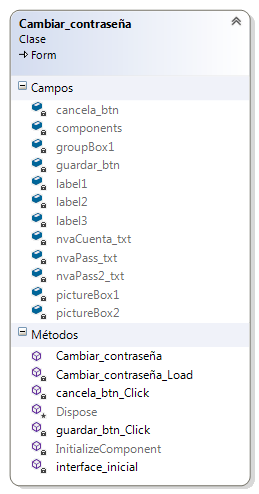 Cambiar_contraseña
Clase
Form
Campos
cancela_btn
components
groupBox1
guardar_btn
label1
label2
label3
nvaCuenta_txt
nvaPass_txt
nvaPass2_txt
pictureBox1
pictureBox2
Métodos
Cambiar_contraseña
Cambiar_contraseña_Load
cancela_btn_Click
Dispose
guardar_btn_Click
InitializeComponent
interface_inicial